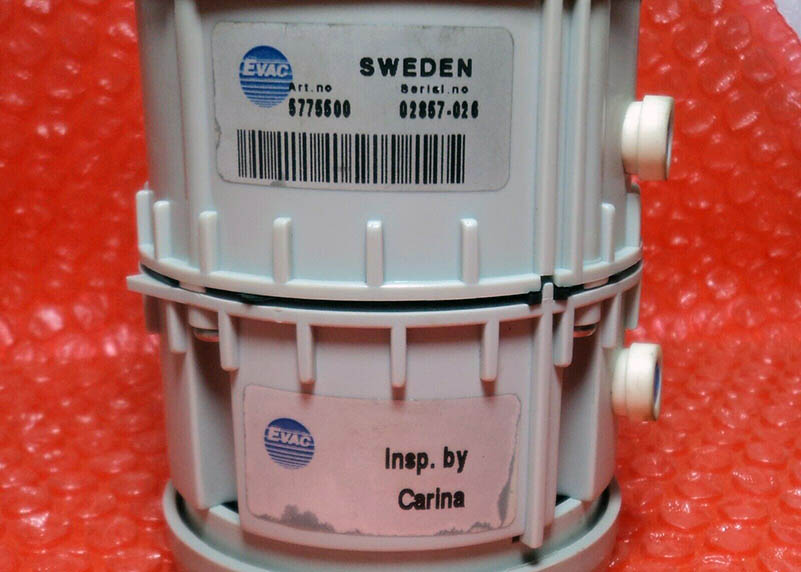 EVAC
SWEDEN
Art.no Serial.no
5775500 02857-026
EVAC
Insp. by
Carina